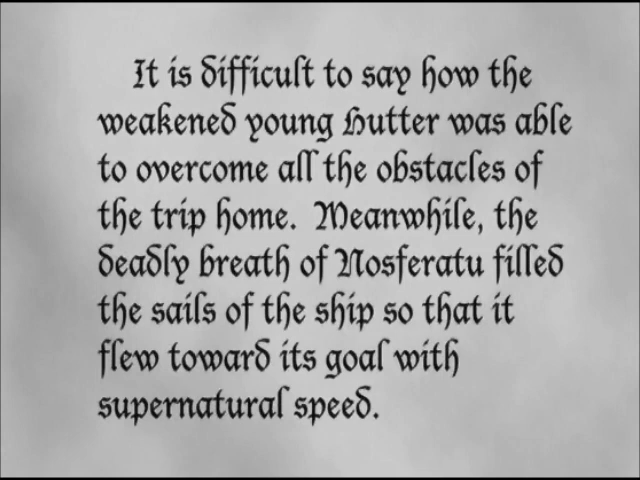 It is difficult to say how the
weakened young Hutter was able
to overcome all the obstacles of
the trip home. Meanwhile, the
deadly breath of Nosferatu filled
the sails of the ship so that it
flew toward its goal with
supernatural speed.